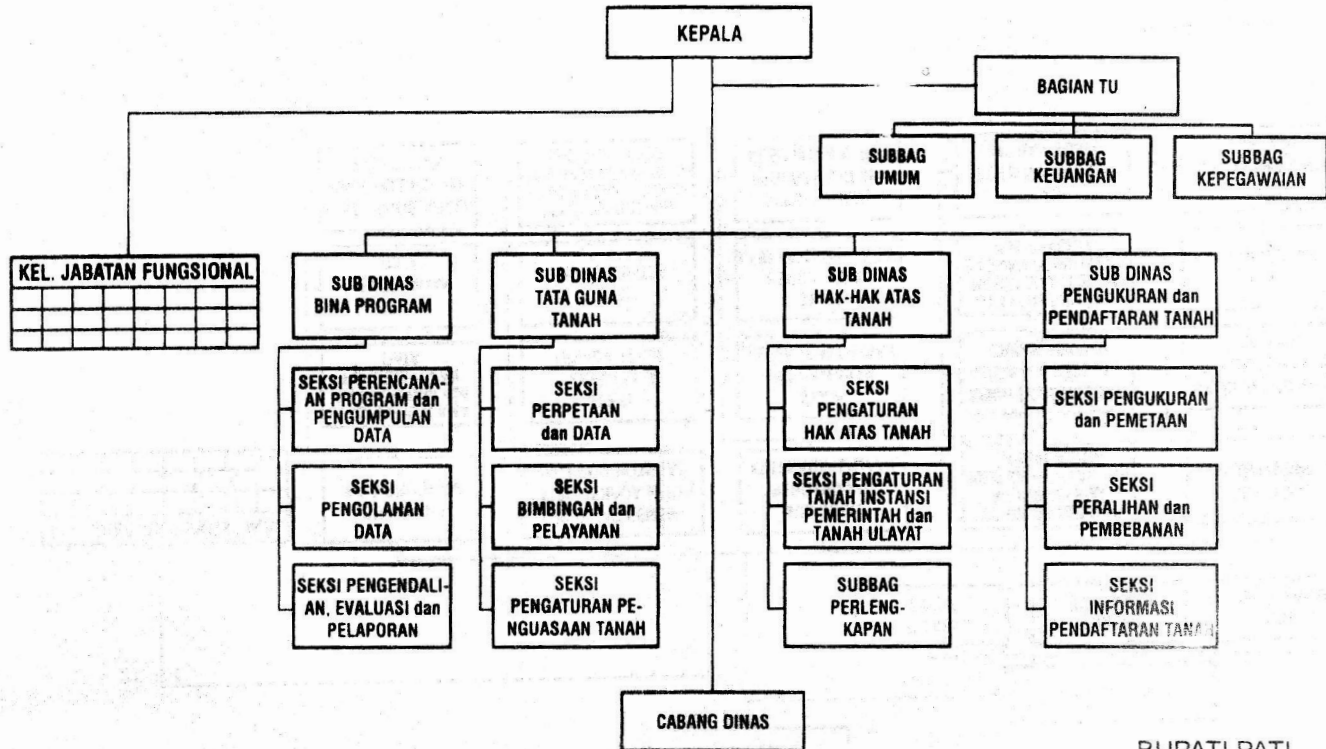 KEPALA
BAGIAN TU
SUBBAG
UMUM
SUBBAG
KEUANGAN
SUBBAG
KEPEGAWAIAN
KEL. JABATAN FUNGSIONAL
SUB DINAS
BINA PROGRAM
SUB DINAS
TATA GUNA
TANAH
SUB DINAS
HAK-HAK ATAS
TANAH
SUB DINAS
PENGUKURAN dan
PENDAFTARAN TANAH
SEKSI PERENCANA-
AN PROGRAM dan
PENGUMPULAN
DATA
SEKSI
PERPETAAN
dan DATA
SEKSI
PENGATURAN
HAK ATAS TANAH
SEKSI PENGUKURAN
dan PEMETAAN
SEKSI
PENGOLAHAN
DATA
SEKSI
BIMBINGAN dan
PELAYANAN
SEKSI PENGATURAN
TANAH INSTANSI
PEMERINTAH dan
TANAH ULAYAT
SEKSI
PERALIHAN dan
PEMBEBANAN
SEKSI PENGENDALI-
AN, EVALUASI dan
PELAPORAN
SEKSI
PENGATURAN PE-
NGUASAAN TANAH
SUBBAG
PERLENG-
KAPAN
SEKSI
INFORMASI
PENDAFTARAN TANAH
CABANG DINAS
BUPATI PATI